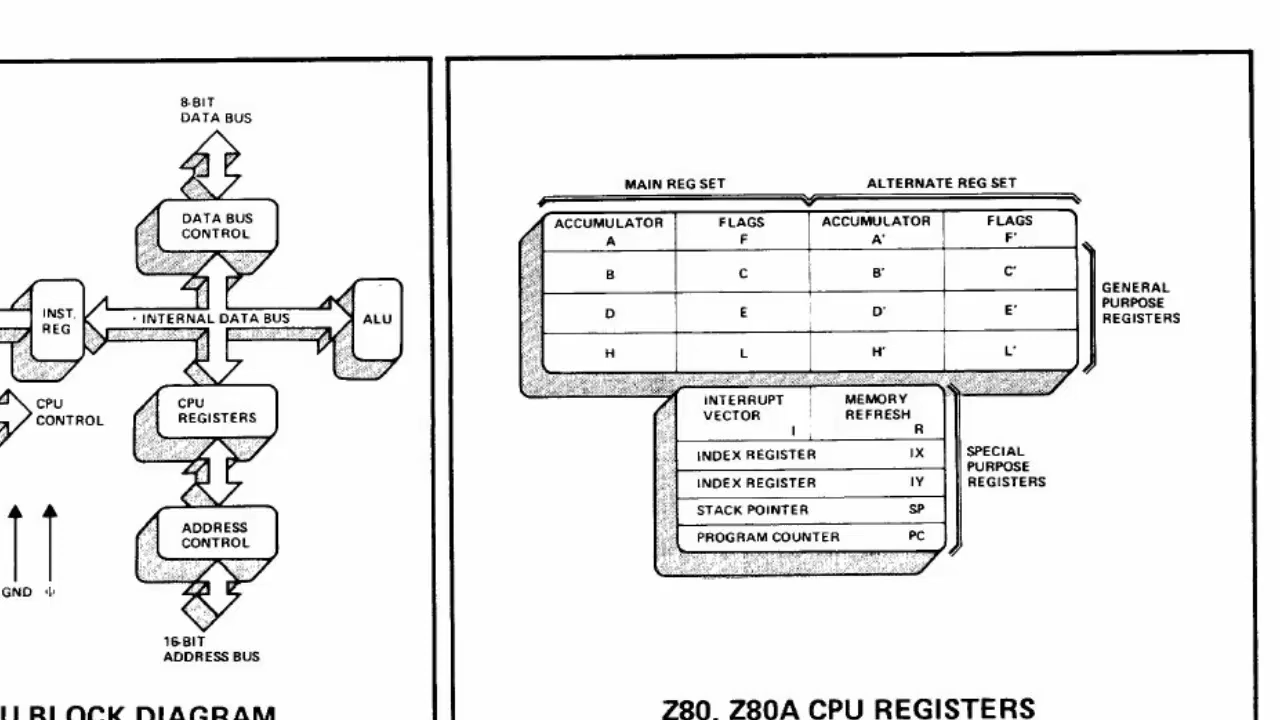 8-BIT
DATA BUS
DATA BUS
CONTROL
INST.
REG
INTERNAL DATA BUS
ALU
CPU
CONTROL
CPU
REGISTERS
ADDRESS
CONTROL
GND
16-BIT
ADDRESS BUS
U BLOCK DIAGRAM
MAIN REG SET
ALTERNATE REG SET
ACCUMULATOR
A
FLAGS
F
ACCUMULATOR
A'
FLAGS
F'
B C B' C'
D E D' E'
H L H' L'
GENERAL
PURPOSE
REGISTERS
INTERRUPT
VECTOR
I
MEMORY
REFRESH
R
INDEX REGISTER IX
INDEX REGISTER IY
STACK POINTER SP
PROGRAM COUNTER PC
SPECIAL
PURPOSE
REGISTERS
Z80, Z80A CPU REGISTERS